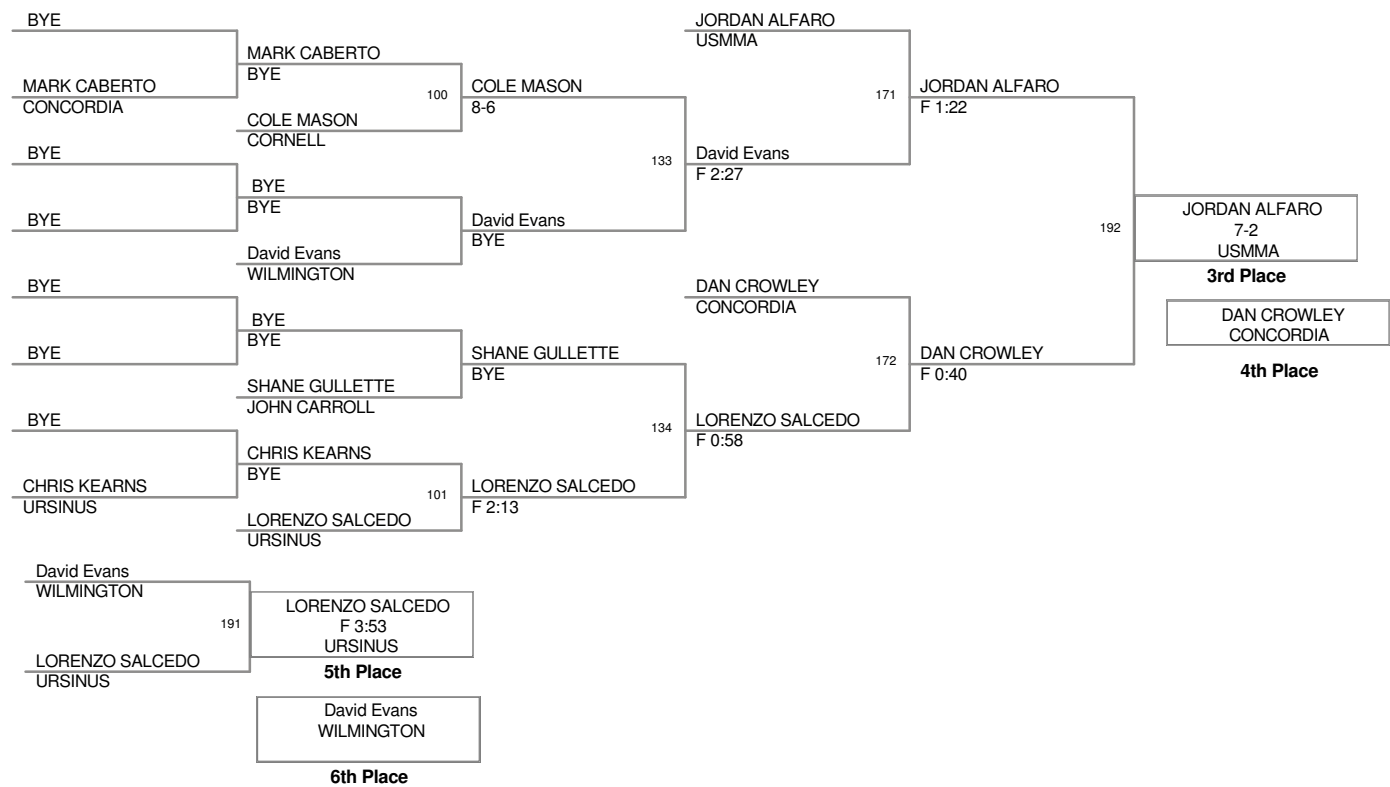 BYE
MARK CABERTO
CONCORDIA
BYE
BYE
BYE
BYE
BYE
CHRIS KEARNS
URSINUS
MARK CABERTO
BYE
COLE MASON
CORNELL
BYE
BYE
David Evans
WILMINGTON
BYE
BYE
SHANE GULLETTE
JOHN CARROLL
CHRIS KEARNS
BYE
LORENZO SALCEDO
URSINUS
100
COLE MASON
8-6
David Evans
BYE
SHANE GULLETTE
BYE
101
LORENZO SALCEDO
F 2:13
JORDAN ALFARO
USMMA
133
David Evans
F 2:27
DAN CROWLEY
CONCORDIA
134
LORENZO SALCEDO
F 0:58
171
JORDAN ALFARO
F 1:22
172
DAN CROWLEY
F 0:40
192
JORDAN ALFARO
7-2
USMMA
3rd Place
DAN CROWLEY
CONCORDIA
4th Place
David Evans
WILMINGTON
191
LORENZO SALCEDO
URSINUS
LORENZO SALCEDO
F 3:53
URSINUS
5th Place
David Evans
WILMINGTON
6th Place